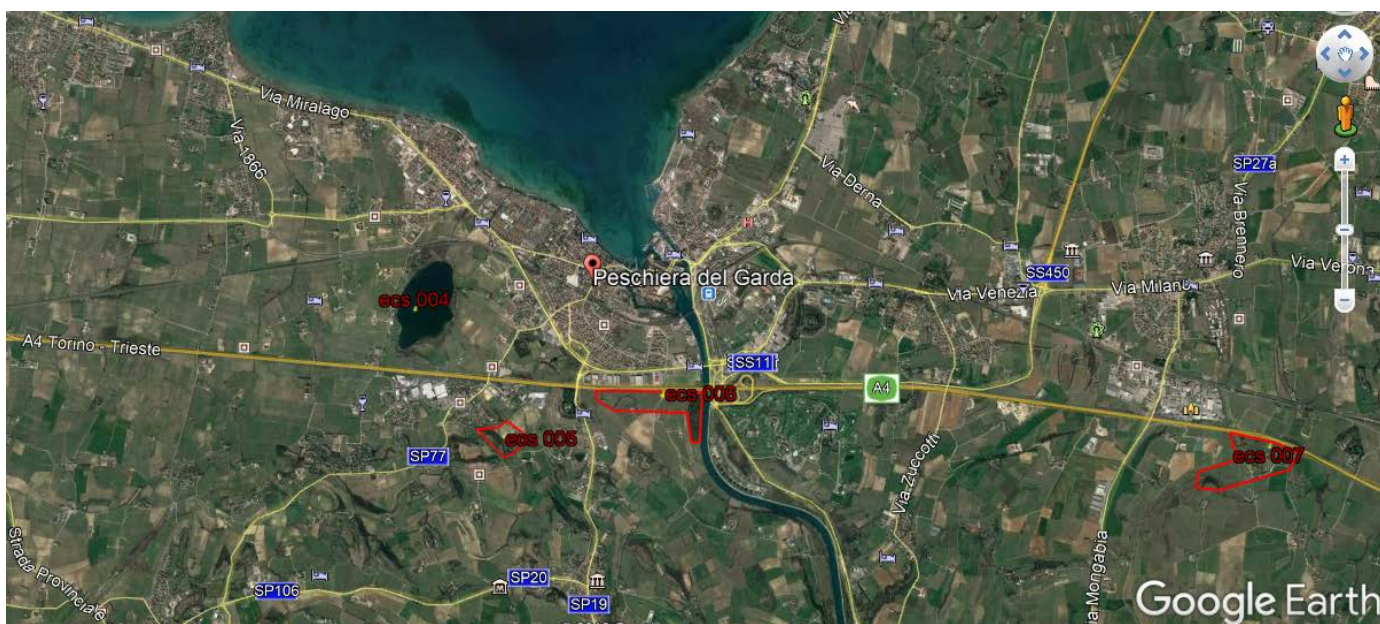 Via Miralago
Via 1866
Via Derna
SP27a
Via Brennero
Via Verona
SS450
Via Milano
Via Venezia
Peschiera del Garda
ecs 004
A4 Torino - Trieste
SS11
A4
ecs 006
ecs 005
SP77
Via Zuccotti
ecs 007
Via Mongabia
Strada Provinciale
SP106
SP20
SP19
Google Earth